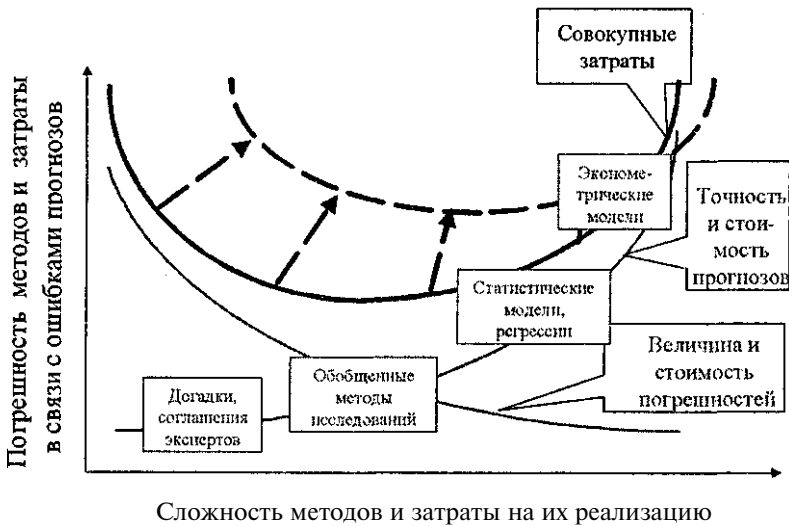 Совокупные
затраты
Погрешность методов и затраты
в связи с ошибками прогнозов
Экономе-
трические
модели
Точность
и стои-
мость
прогнозов
Статистические
модели,
регрессии
Величина и
стоимость
погрешностей
Обобщенные
методы
исследований
Догадки,
соглашения
экспертов
Сложность методов и затраты на их реализацию